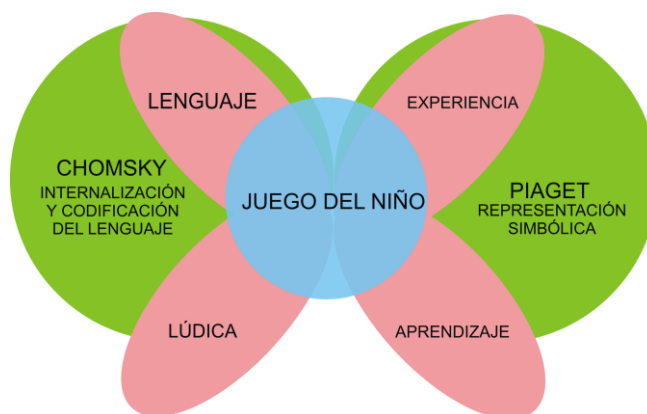 LENGUAJE
EXPERIENCIA
CHOMSKY
INTERNALIZACIÓN
Y CODIFICACIÓN
DEL LENGUAJE
JUEGO DEL NIÑO
PIAGET
REPRESENTACIÓN
SIMBÓLICA
LÚDICA
APRENDIZAJE